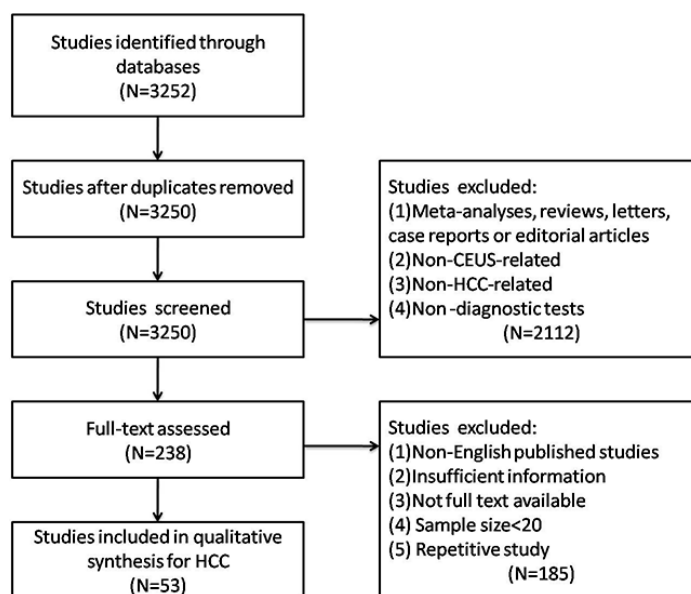 Studies identified through
databases
(N=3252)
Studies after duplicates removed
(N=3250)
Studies screened
(N=3250)
Studies excluded:
(1)Meta-analyses, reviews, letters,
case reports or editorial articles
(2)Non-CEUS-related
(3)Non-HCC-related
(4)Non -diagnostic tests
(N=2112)
Full-text assessed
(N=238)
Studies excluded:
(1)Non-English published studies
(2)Insufficient information
(3)Not full text available
(4) Sample size<20
(5) Repetitive study
(N=185)
Studies included in qualitative
synthesis for HCC
(N=53)